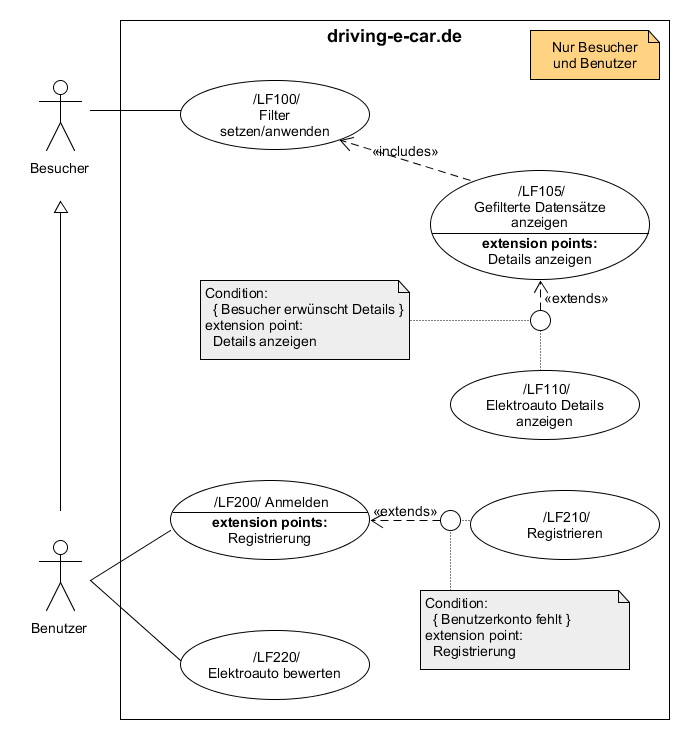 driving-e-car.de
Nur Besucher
und Benutzer
Besucher
/LF100/
Filter
setzen/anwenden
«includes»
/LF105/
Gefilterte Datensätze
anzeigen
extension points:
Details anzeigen
«extends»
Condition:
{ Besucher erwünscht Details }
extension point:
Details anzeigen
/LF110/
Elektroauto Details
anzeigen
/LF200/ Anmelden
extension points:
Registrierung
«extends»
/LF210/
Registrieren
Benutzer
Condition:
{ Benutzerkonto fehlt }
extension point:
Registrierung
/LF220/
Elektroauto bewerten